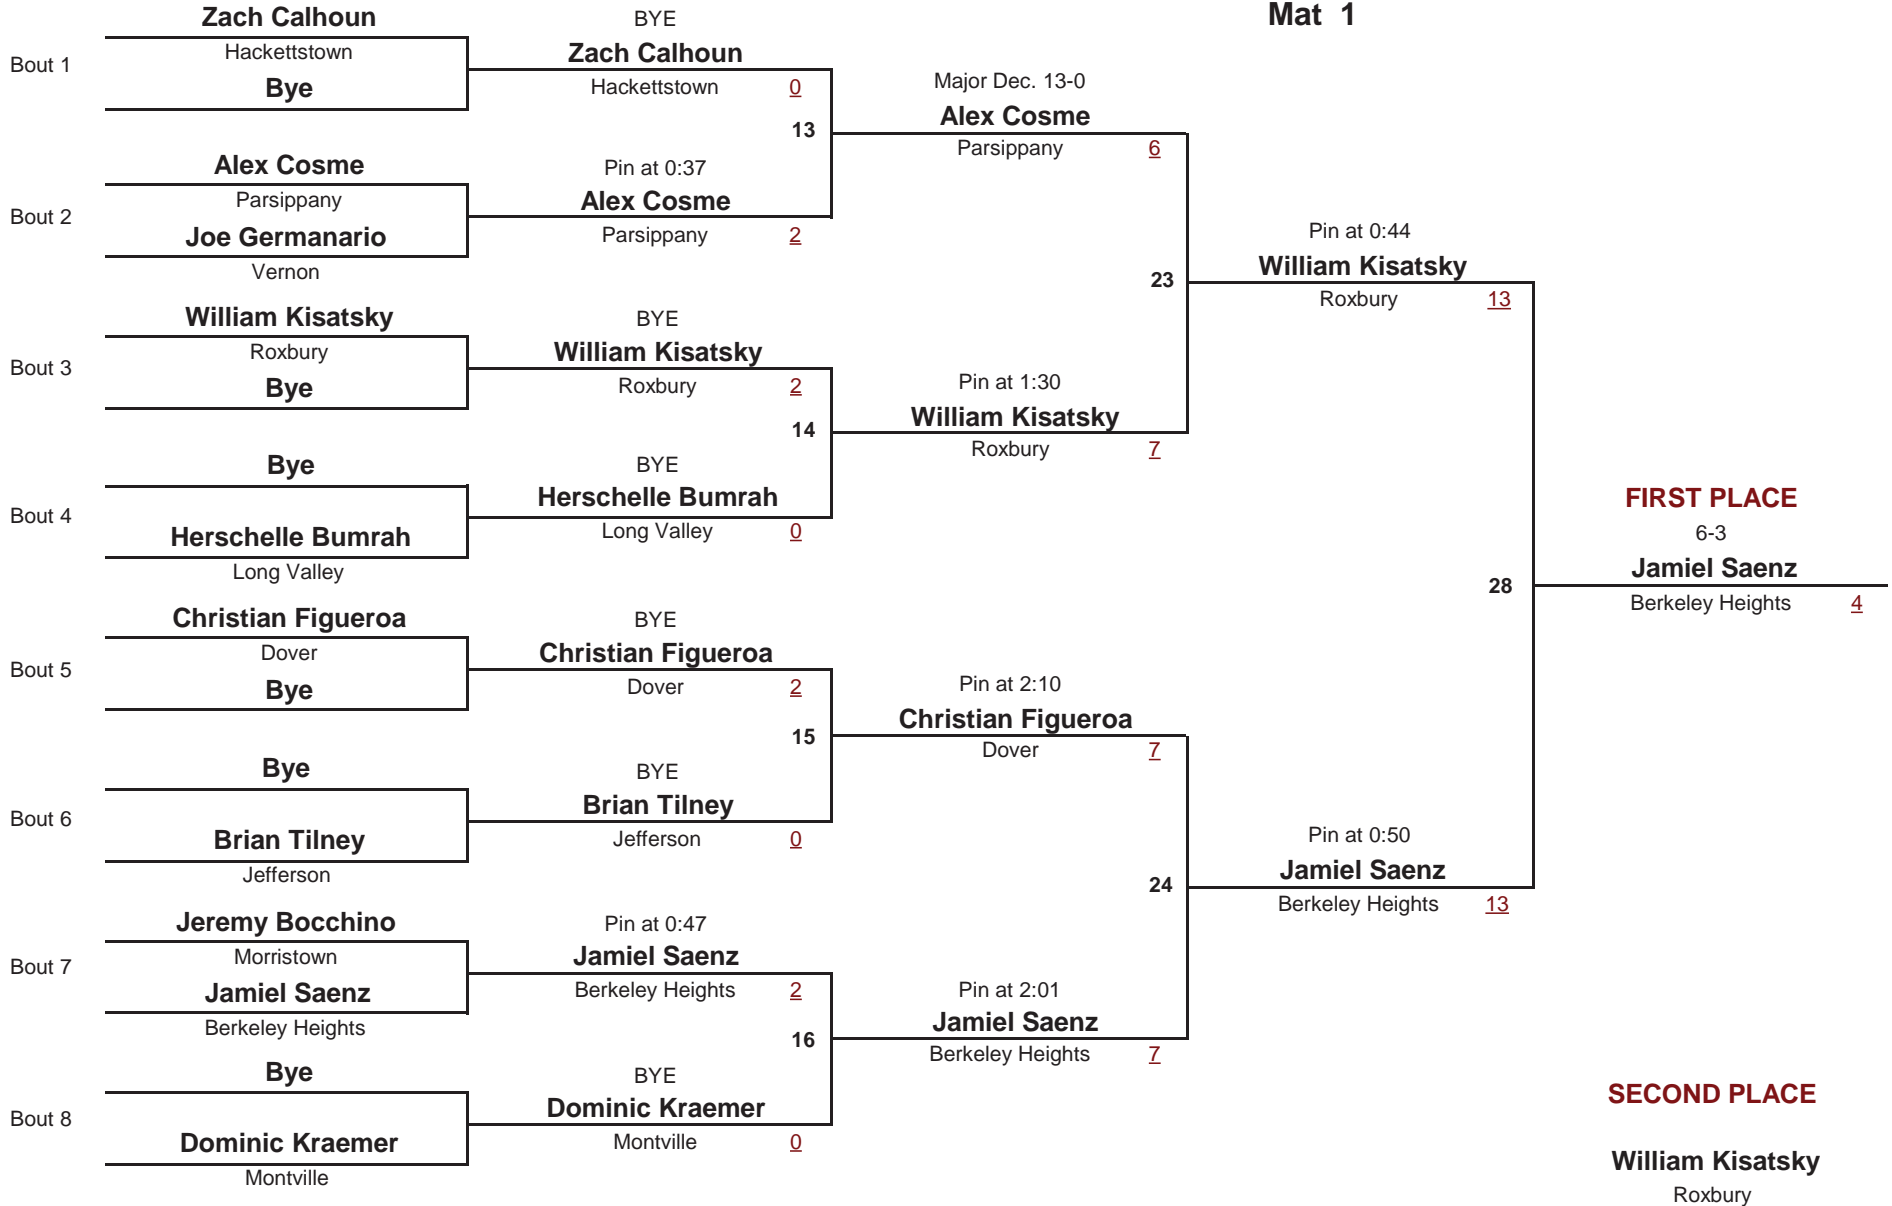 Mat 1
Bout 1
Zach Calhoun
Hackettstown
Bye
Bout 2
Alex Cosme
Parsippany
Joe Germanario
Vernon
Bout 3
William Kisatsky
Roxbury
Bye
Bout 4
Bye
Herschelle Bumrah
Long Valley
Bout 5
Christian Figueroa
Dover
Bye
Bout 6
Bye
Brian Tilney
Jefferson
Bout 7
Jeremy Bocchino
Morristown
Jamiel Saenz
Berkeley Heights
Bout 8
Bye
Dominic Kraemer
Montville
BYE
Zach Calhoun
Hackettstown 0
13
Pin at 0:37
Alex Cosme
Parsippany 2
BYE
William Kisatsky
Roxbury 2
14
BYE
Herschelle Bumrah
Long Valley 0
BYE
Christian Figueroa
Dover 2
15
BYE
Brian Tilney
Jefferson 0
Pin at 0:47
Jamiel Saenz
Berkeley Heights 2
16
BYE
Dominic Kraemer
Montville 0
Major Dec. 13-0
Alex Cosme
Parsippany 6
23
Pin at 1:30
William Kisatsky
Roxbury 7
Pin at 2:10
Christian Figueroa
Dover 7
24
Pin at 2:01
Jamiel Saenz
Berkeley Heights 7
Pin at 0:44
William Kisatsky
Roxbury 13
28
Pin at 0:50
Jamiel Saenz
Berkeley Heights 13
FIRST PLACE
6-3
Jamiel Saenz
Berkeley Heights 4
SECOND PLACE
William Kisatsky
Roxbury